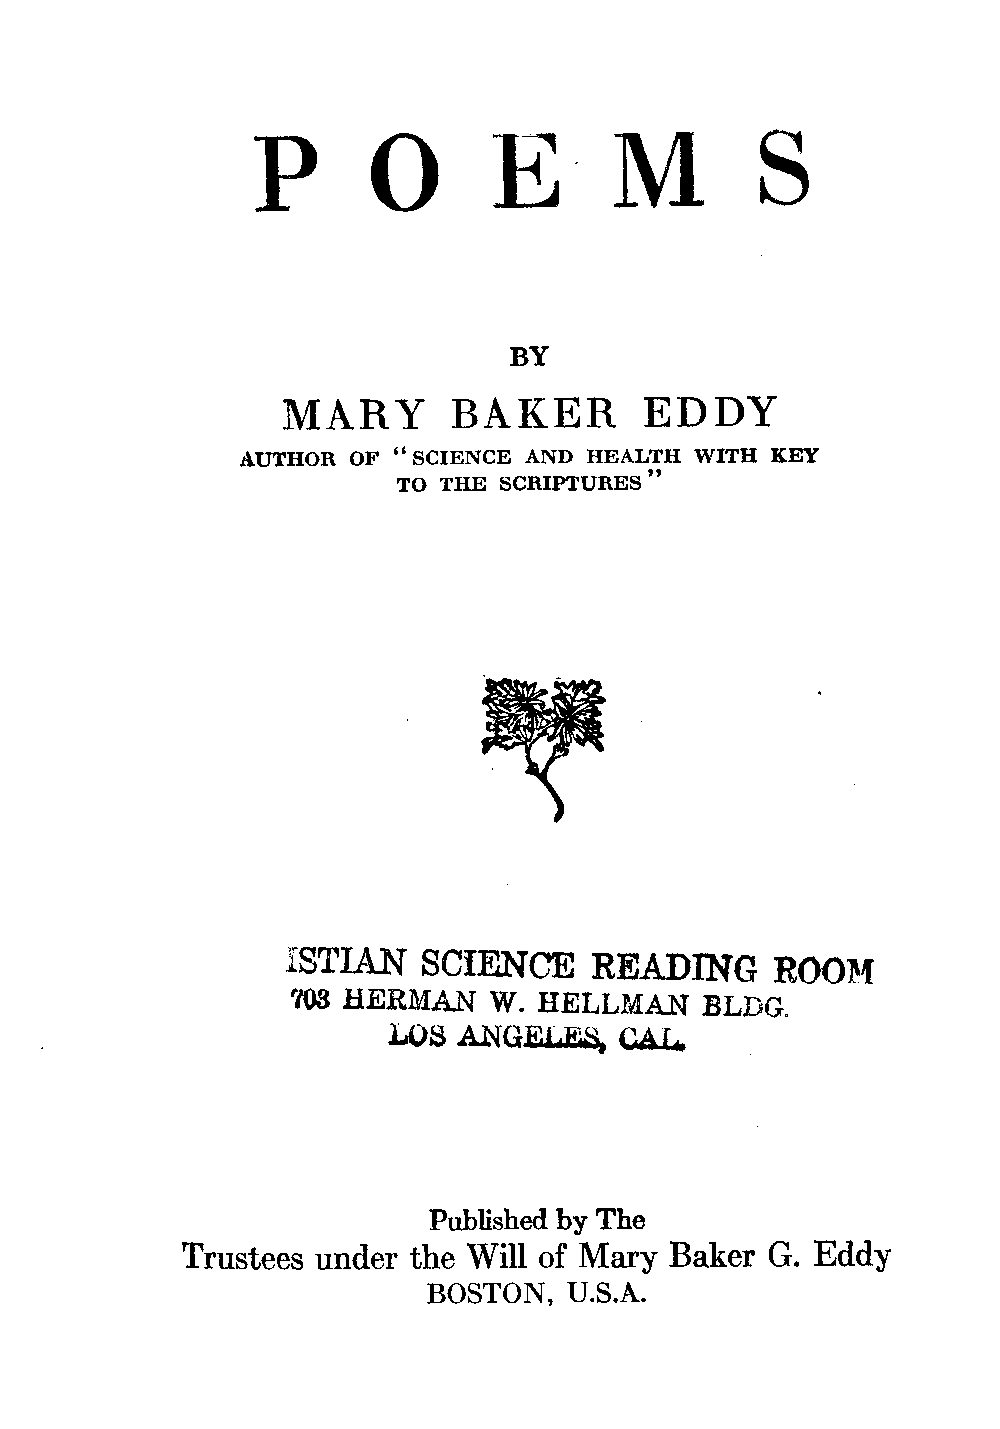 POEMS
BY
MARY BAKER EDDY
AUTHOR OF "SCIENCE AND HEALTH WITH KEY
TO THE SCRIPTURES"
ISTIAN SCIENCE READING ROOM
703 HERMAN W. HELLMAN BLDG.
LOS ANGELES, CAL.
Published by The
Trustees under the Will of Mary Baker G. Eddy
BOSTON, U.S.A.